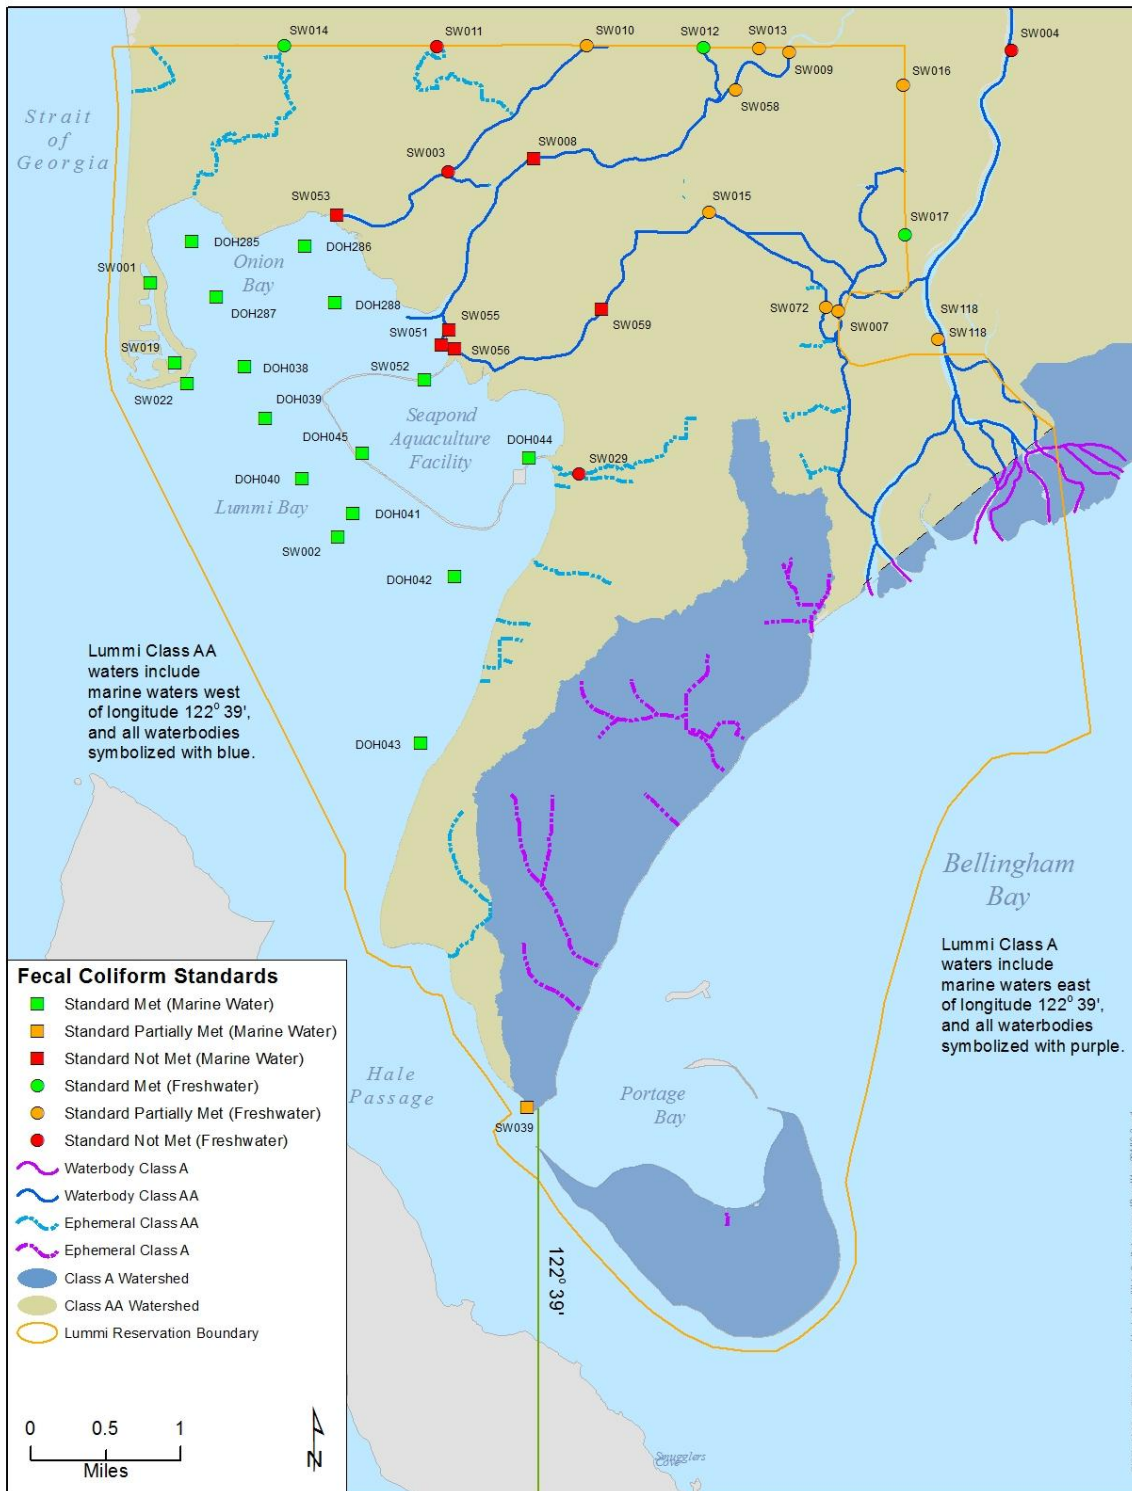 SW014
SW011
SW010
SW012
SW013
SW004
SW009
SW016
SW058
Strait
of
Georgia
SW003
SW008
SW053
SW015
SW017
DOH285
DOH286
Onion
Bay
SW001
DOH287
DOH288
SW055
SW059
SW072
SW007
SW118
SW118
SW051
SW056
SW019
DOH038
SW052
SW022
DOH039
Seapond
Aquaculture
Facility
DOH045
DOH044
SW029
DOH040
Lummi Bay
DOH041
SW002
DOH042
Lummi Class AA
waters include
marine waters west
of longitude 122° 39',
and all waterbodies
symbolized with blue.
DOH043
Bellingham
Bay
Lummi Class A
waters include
marine waters east
of longitude 122° 39',
and all waterbodies
symbolized with purple.
Hale
Passage
Portage
Bay
SW039
122° 39'
Smugglers
Cove
Fecal Coliform Standards
Standard Met (Marine Water)
Standard Partially Met (Marine Water)
Standard Not Met (Marine Water)
Standard Met (Freshwater)
Standard Partially Met (Freshwater)
Standard Not Met (Freshwater)
Waterbody Class A
Waterbody Class AA
Ephemeral Class AA
Ephemeral Class A
Class A Watershed
Class AA Watershed
Lummi Reservation Boundary
0 0.5 1
Miles
N